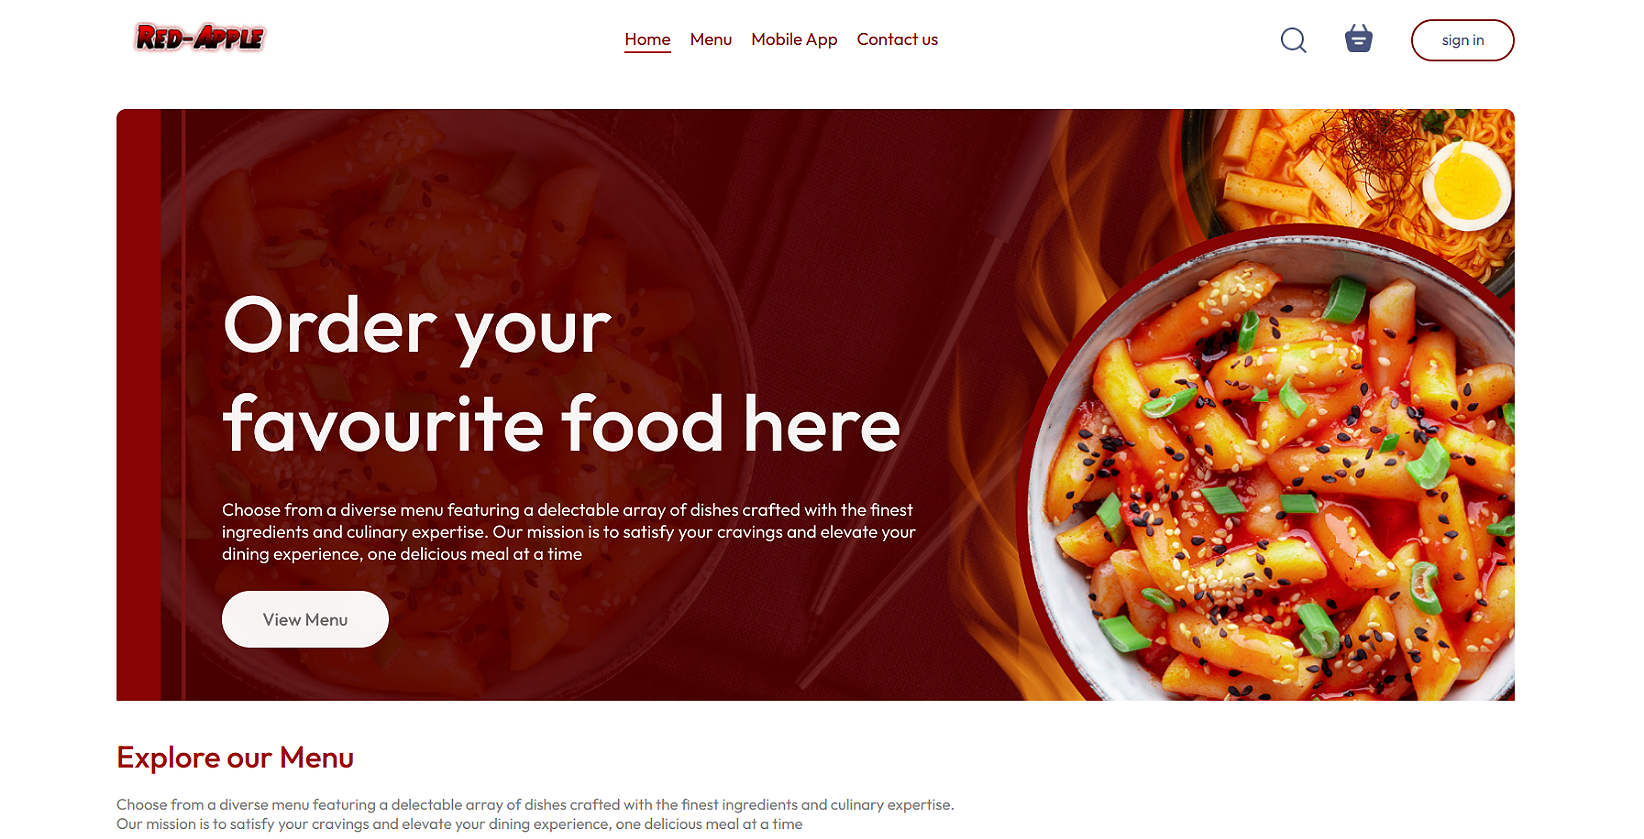 RED-APPLE
Home Menu Mobile App Contact us
sign in
Order your
favourite food here
Choose from a diverse menu featuring a delectable array of dishes crafted with the finest
ingredients and culinary expertise. Our mission is to satisfy your cravings and elevate your
dining experience, one delicious meal at a time
View Menu
Explore our Menu
Choose from a diverse menu featuring a delectable array of dishes crafted with the finest ingredients and culinary expertise.
Our mission is to satisfy your cravings and elevate your dining experience, one delicious meal at a time